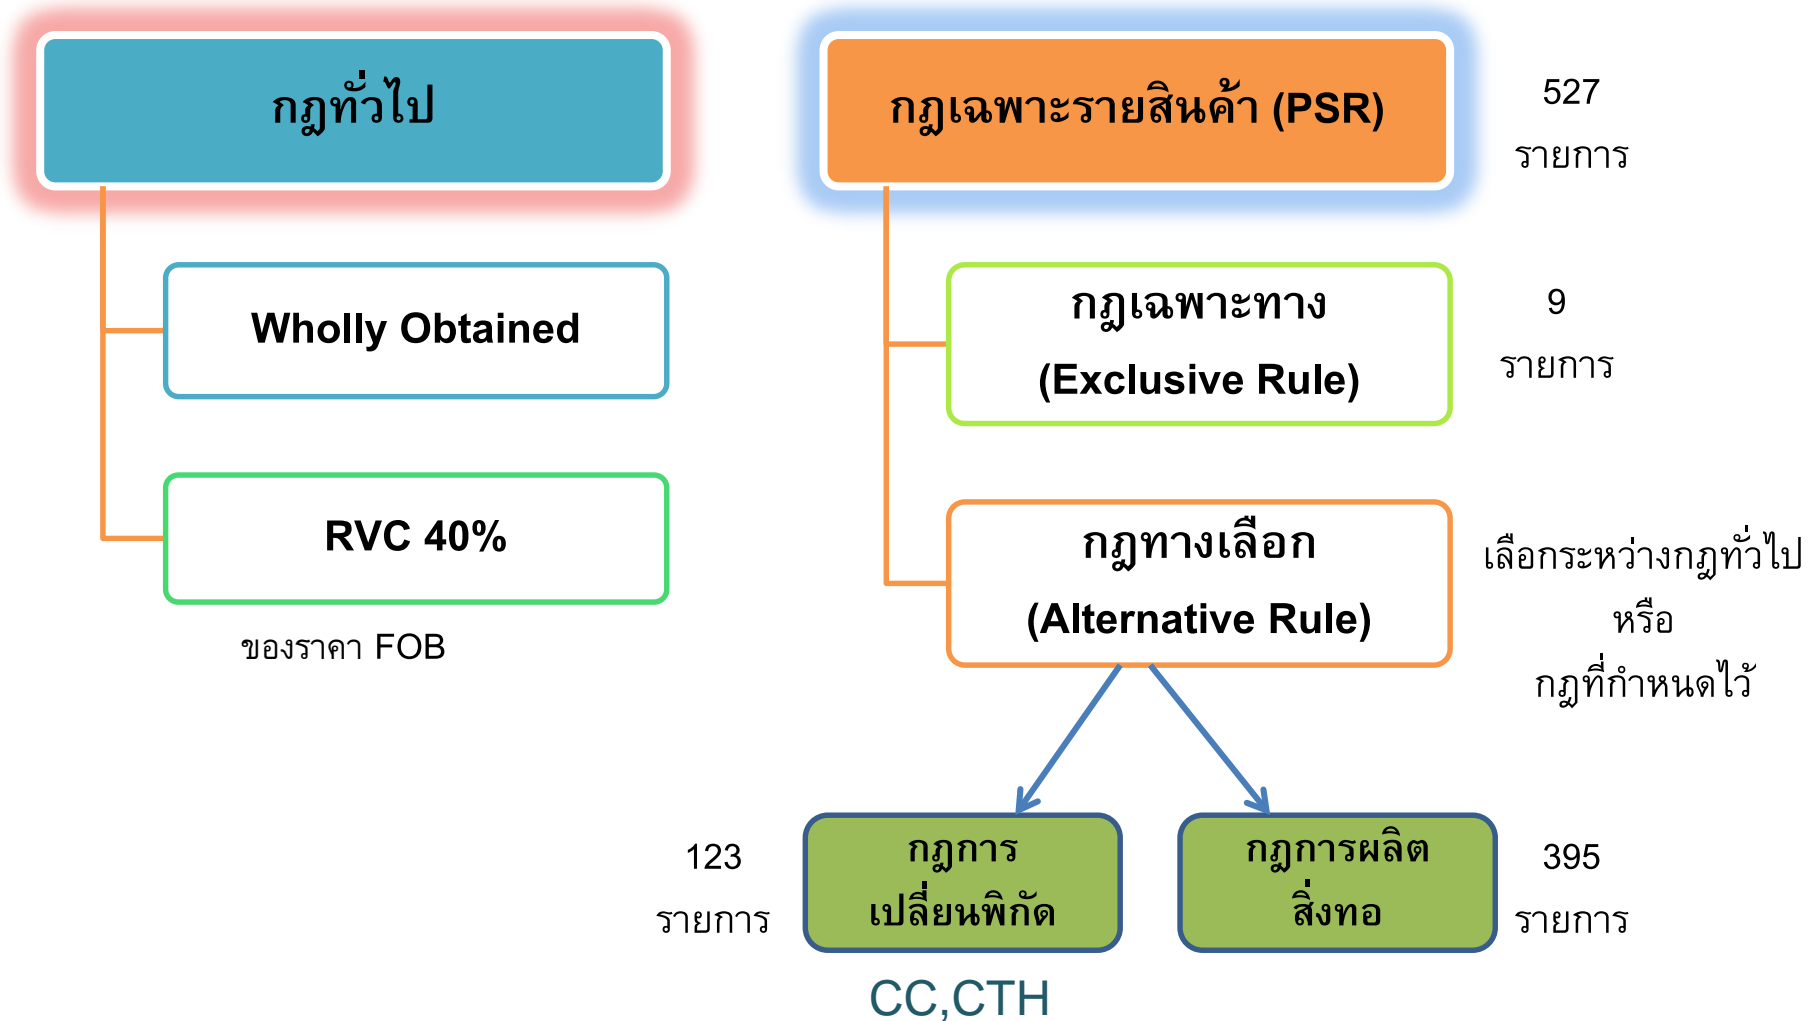 กฎทั่วไป
Wholly Obtained
RVC 40%
ของราคา FOB
กฎเฉพาะรายสินค้า (PSR)
527
รายการ
กฎเฉพาะทาง
(Exclusive Rule)
9
รายการ
กฎทางเลือก
(Alternative Rule)
เลือกระหว่างกฎทั่วไป
หรือ
กฎที่กำหนดไว้
123
รายการ
กฎการ
เปลี่ยนพิกัด
CC,CTH
กฎการผลิต
สิ่งทอ
395
รายการ